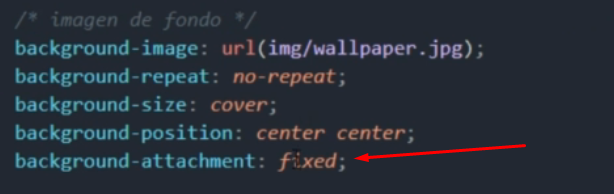 /* imagen de fondo */
background-image: url(img/wallpaper.jpg);
background-repeat: no-repeat;
background-size: cover;
background-position: center center;
background-attachment: fixed;